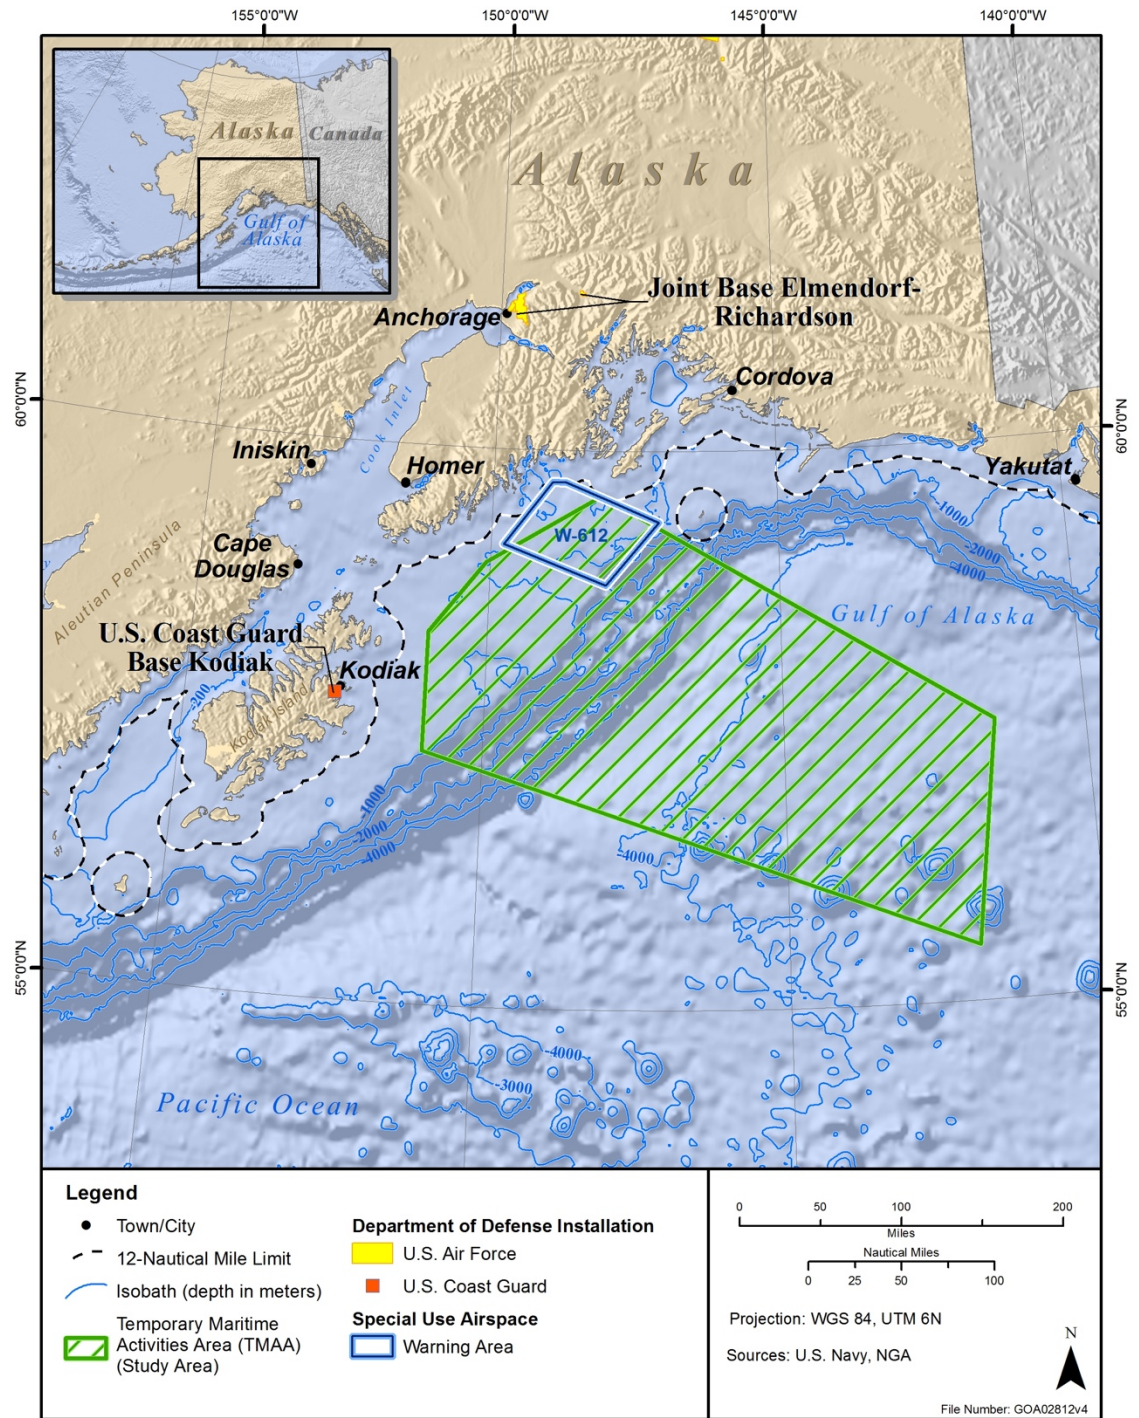 155°0'0"W
150°0'0"W
145°0'0"W
140°0'0"W
Alaska
Canada
Gulf of
Alaska
Alaska
Joint Base Elmendorf-
Richardson
Anchorage
Cordova
60°0'0"N
60°0'0"N
Cook Inlet
Iniskin
Homer
Yakutat
-1000
W-612
-2000
Cape
Douglas
-4000
Aleutian Peninsula
Gulf of Alaska
U.S. Coast Guard
Base Kodiak
Kodiak
-200
Kodiak Island
-1000
-2000
-4000
-4000
55°0'0"N
55°0'0"N
-4000
-3000
Pacific Ocean
Legend
Town/City
12-Nautical Mile Limit
Isobath (depth in meters)
Temporary Maritime
Activities Area (TMAA)
(Study Area)
Department of Defense Installation
U.S. Air Force
U.S. Coast Guard
Special Use Airspace
Warning Area
0 50 100 200
Miles
Nautical Miles
0 25 50 100
Projection: WGS 84, UTM 6N
Sources: U.S. Navy, NGA
N
File Number: GOA02812v4